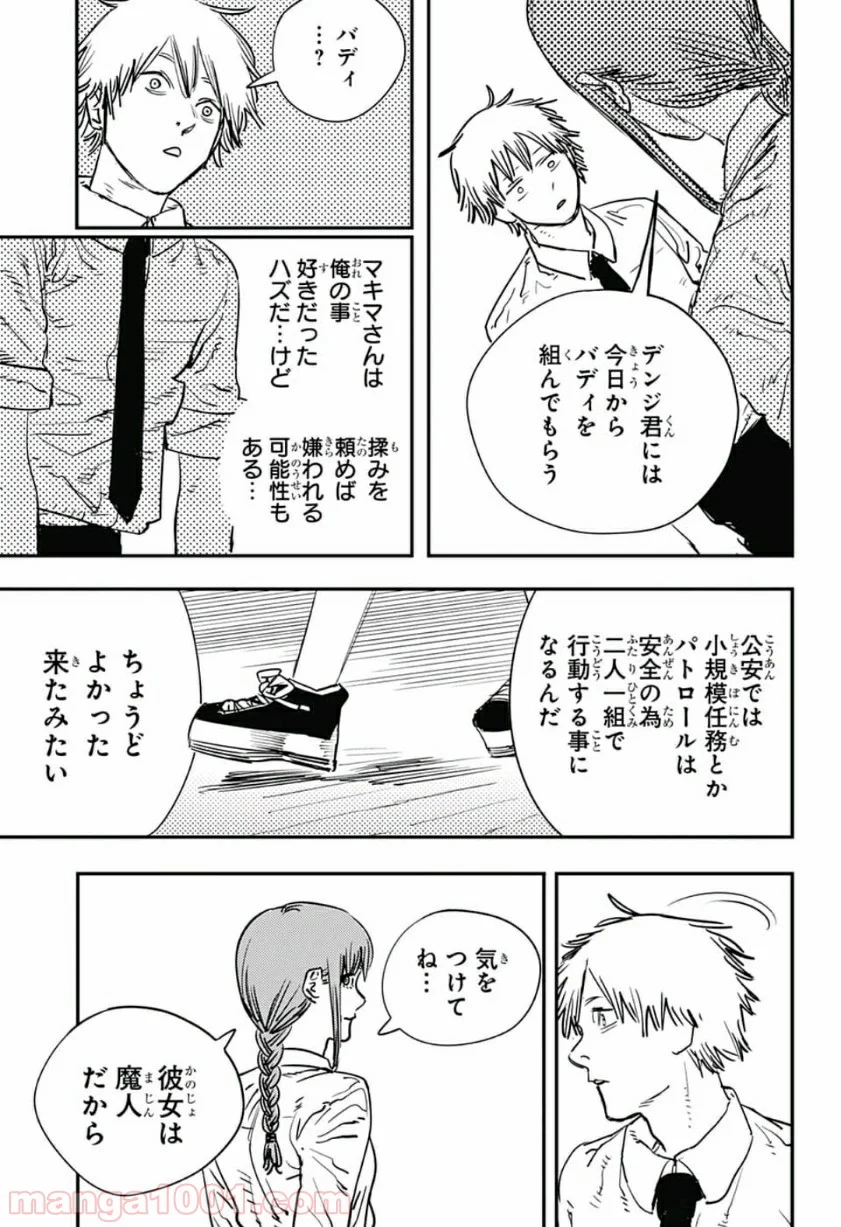 デンジ君には
今日から
バディを
組んでもらう
バディ
…?
マキマさんは
俺の事
好きだった
ハズだ…けど
揉みを
頼めば
嫌われる
可能性も
ある…
公安では
小規模任務とか
パトロールは
安全の為
二人一組で
行動する事に
なるんだ
ちょうど
よかった
来たみたい
気を
つけて
ね…
彼女は
魔人
だから
manga1001.com